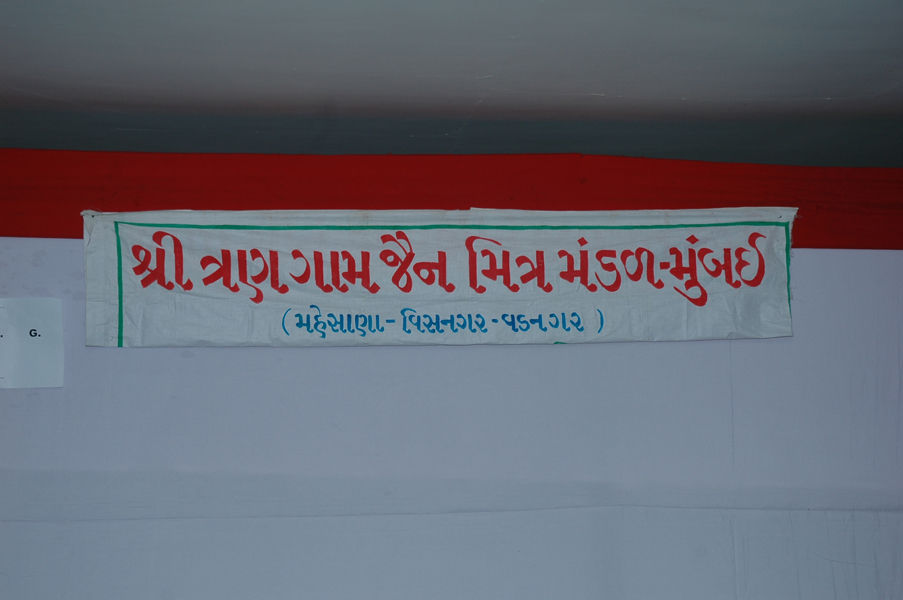 શ્રી ત્રણ ગામ જૈન મિત્ર મંડળ-મુંબઈ
(મહેસાણા - વિસનગર - વડનગર )
. G.